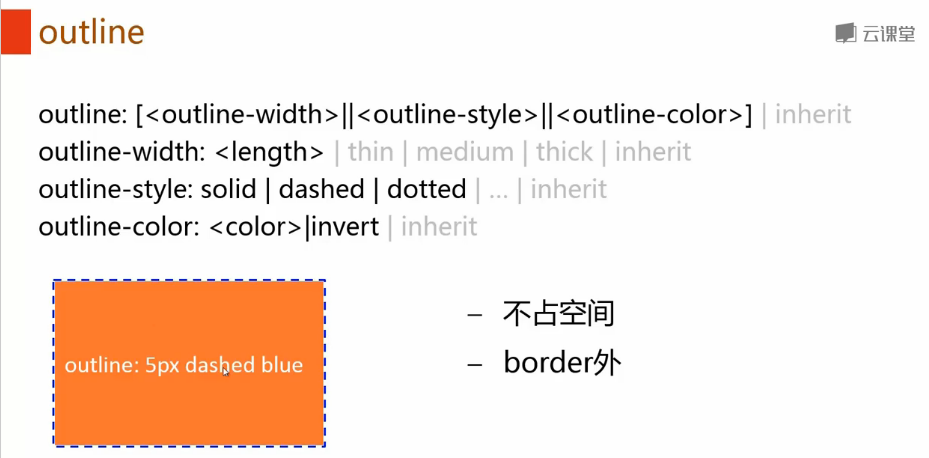 outline
云课堂
outline: [<outline-width>||<outline-style>||<outline-color>] | inherit
outline-width: <length> | thin | medium | thick | inherit
outline-style: solid | dashed | dotted | ... | inherit
outline-color: <color>|invert | inherit
outline: 5px dashed blue
– 不占空间
– border外